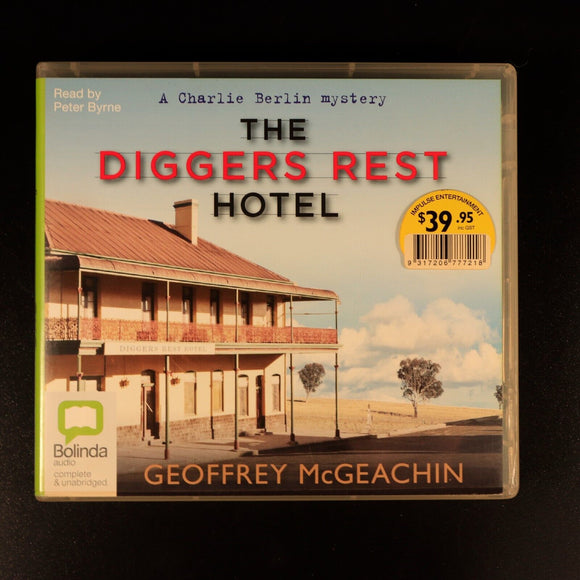 Read by
Peter Byrne
A Charlie Berlin mystery
THE
DIGGERS REST
HOTEL
IMPULSE ENTERTAINMENT
$39.95
inc GST
9 317206 777218
DIGGERS REST HOTEL
Bolinda
audio
complete
& unabridged
GEOFFREY McGEACHIN